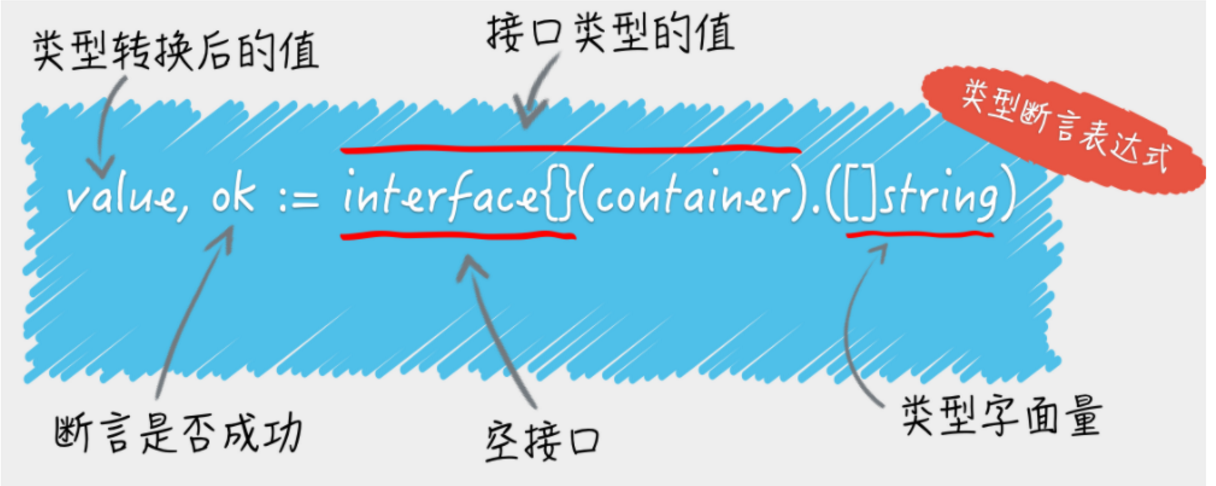 类型转换后的值
接口类型的值
类型断言表达式
value, ok := interface{}(container).([]string)
断言是否成功
空接口
类型字面量